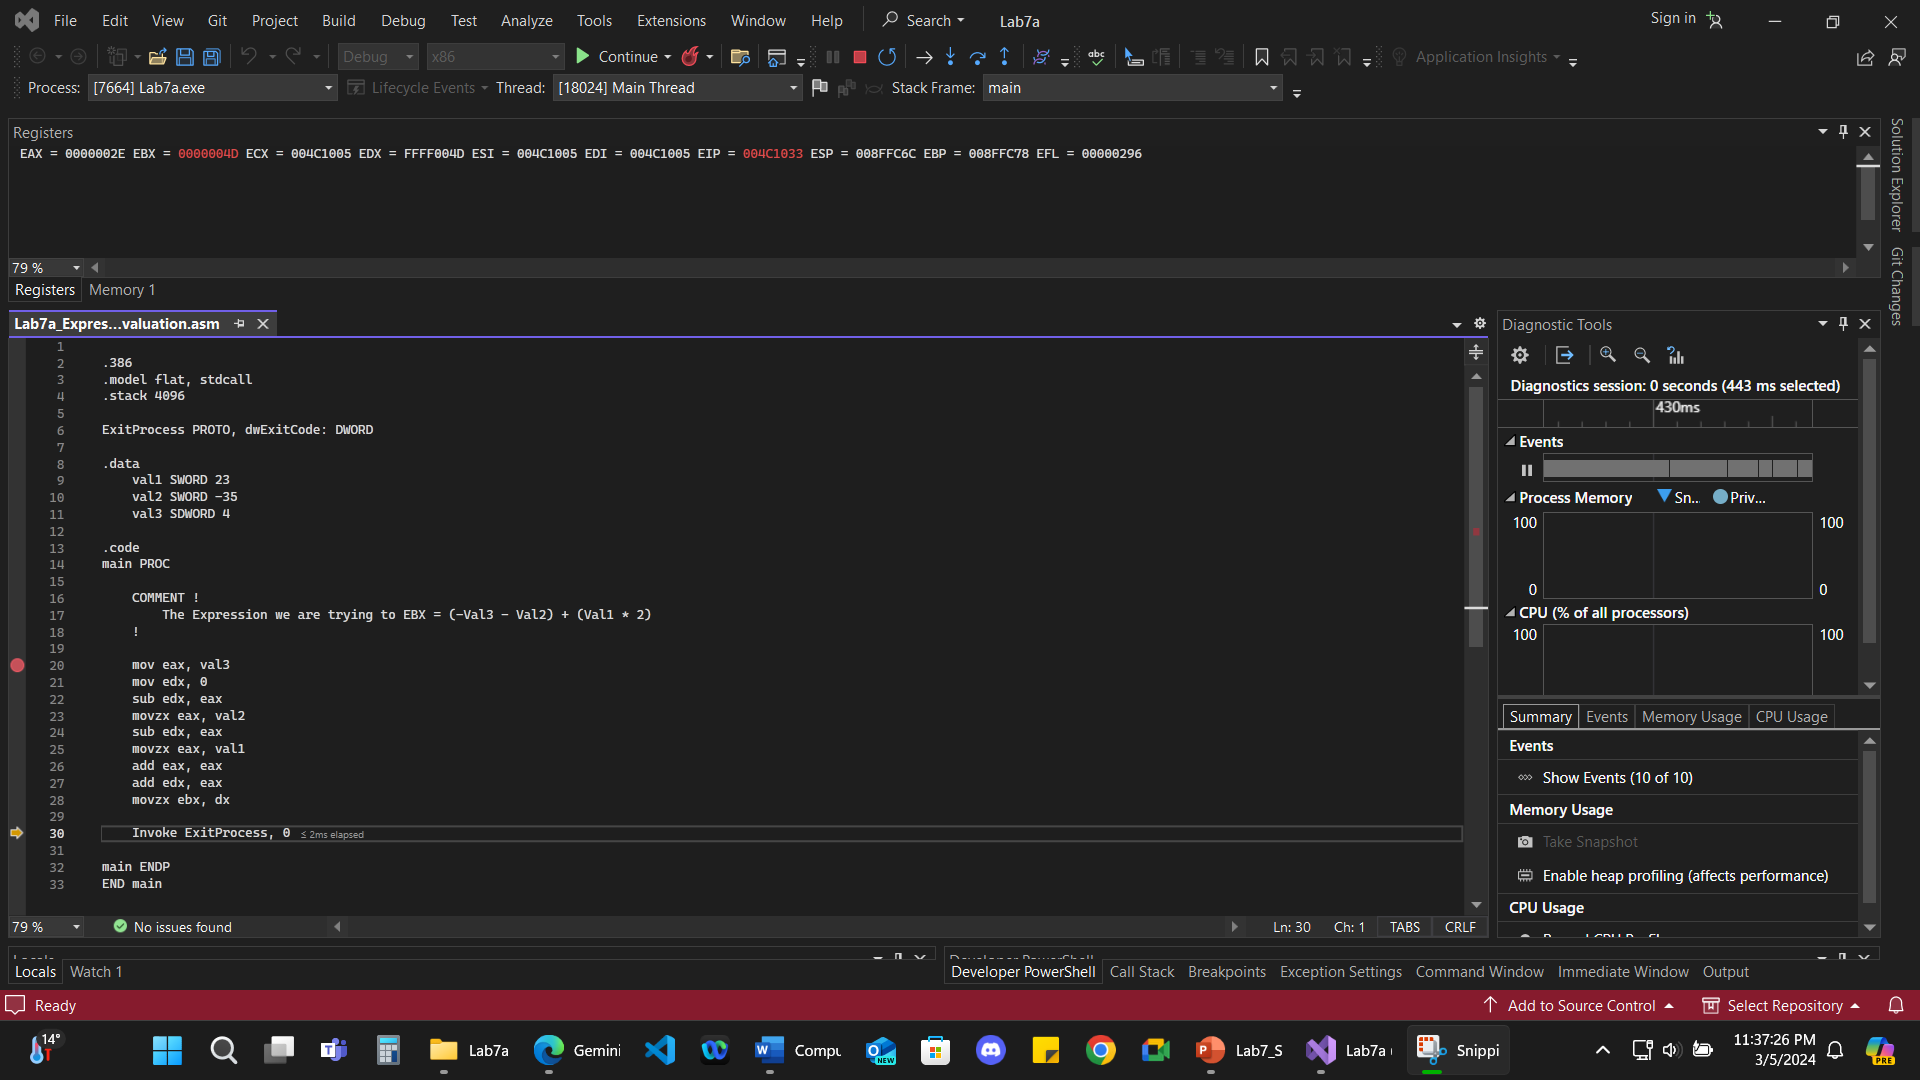 File Edit View Git Project Build Debug Test Analyze Tools Extensions Window Help Search Lab7a Sign in
Debug x86 Continue Application Insights
Process: [7664] Lab7a.exe Lifecycle Events Thread: [18024] Main Thread Stack Frame: main
Registers
EAX = 0000002E EBX = 0000004D ECX = 004C1005 EDX = FFFF004D ESI = 004C1005 EDI = 004C1005 EIP = 004C1033 ESP = 008FFC6C EBP = 008FFC78 EFL = 00000296
79 %
Registers Memory 1
Solution Explorer
Git Changes
Lab7a_Expres...valuation.asm
1
2 .386
3 .model flat, stdcall
4 .stack 4096
5
6 ExitProcess PROTO, dwExitCode: DWORD
7
8 .data
9 val1 SWORD 23
10 val2 SWORD -35
11 val3 SDWORD 4
12
13 .code
14 main PROC
15
16 COMMENT !
17 The Expression we are trying to EBX = (-Val3 - Val2) + (Val1 * 2)
18 !
19
20 mov eax, val3
21 mov edx, 0
22 sub edx, eax
23 movzx eax, val2
24 sub edx, eax
25 movzx eax, val1
26 add eax, eax
27 add edx, eax
28 movzx ebx, dx
29
30 Invoke ExitProcess, 0 ≤ 2ms elapsed
31
32 main ENDP
33 END main
79 % No issues found Ln: 30 Ch: 1 TABS CRLF
Diagnostic Tools
Diagnostics session: 0 seconds (443 ms selected)
430ms
Events
Process Memory Sn... Priv...
100 100
0 0
CPU (% of all processors)
100 100
Summary Events Memory Usage CPU Usage
Events
Show Events (10 of 10)
Memory Usage
Take Snapshot
Enable heap profiling (affects performance)
CPU Usage
Locals Watch 1
Developer PowerShell Call Stack Breakpoints Exception Settings Command Window Immediate Window Output
Ready Add to Source Control Select Repository
14° Lab7a Gemini Compu Lab7_S Lab7a Snippi 11:37:26 PM
3/5/2024